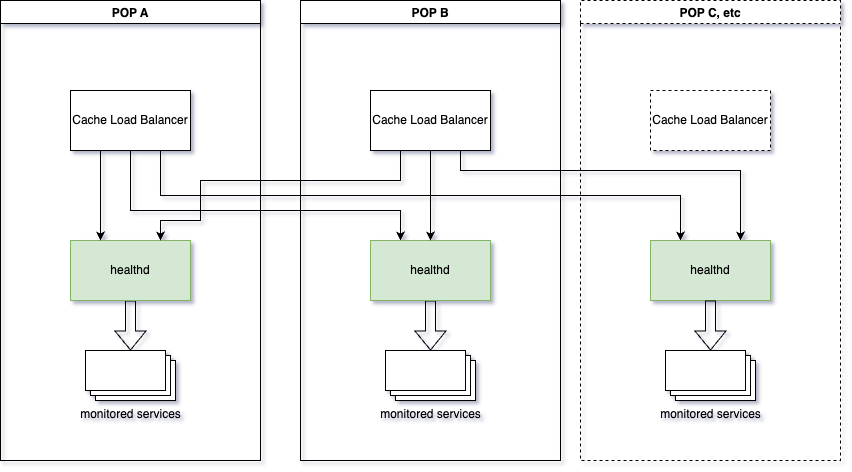 POP A
POP B
POP C, etc
Cache Load Balancer
Cache Load Balancer
Cache Load Balancer
healthd
healthd
healthd
monitored services
monitored services
monitored services